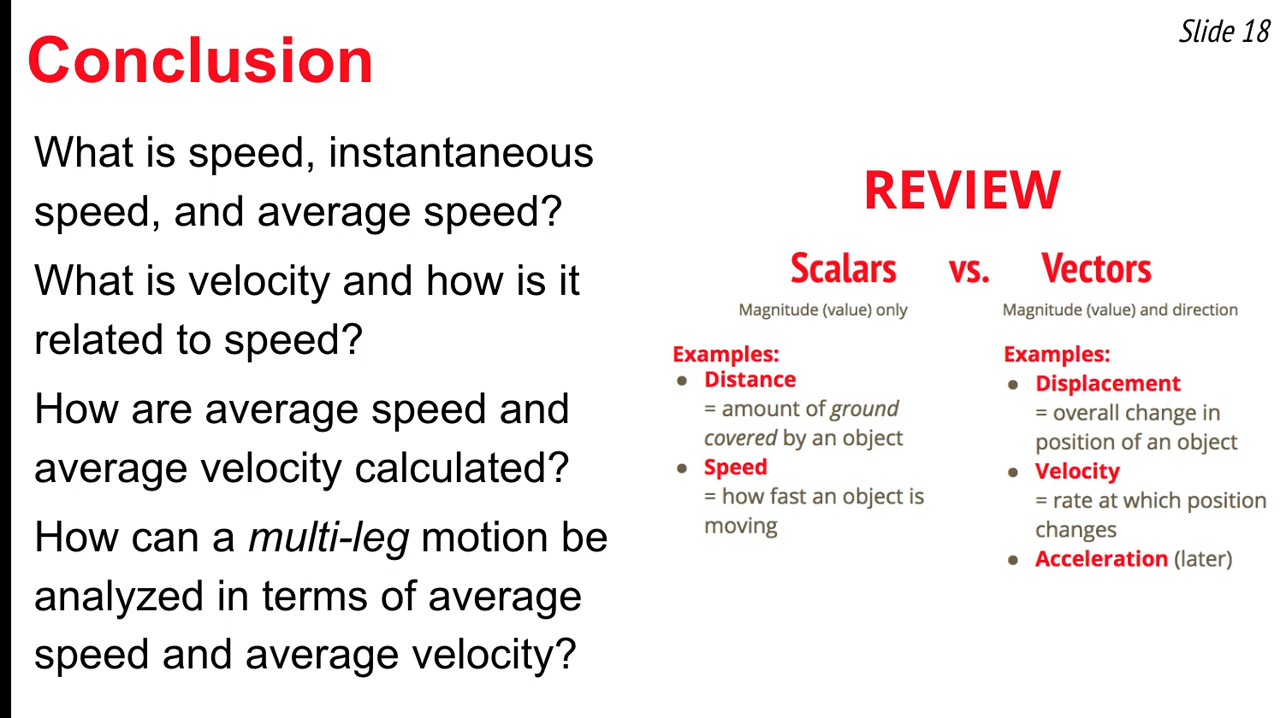 Slide 18
Conclusion
What is speed, instantaneous
speed, and average speed?
What is velocity and how is it
related to speed?
How are average speed and
average velocity calculated?
How can a multi-leg motion be
analyzed in terms of average
speed and average velocity?
REVIEW
Scalars vs. Vectors
Magnitude (value) only
Magnitude (value) and direction
Examples:
● Distance
= amount of ground
covered by an object
● Speed
= how fast an object is
moving
Examples:
● Displacement
= overall change in
position of an object
● Velocity
= rate at which position
changes
● Acceleration (later)